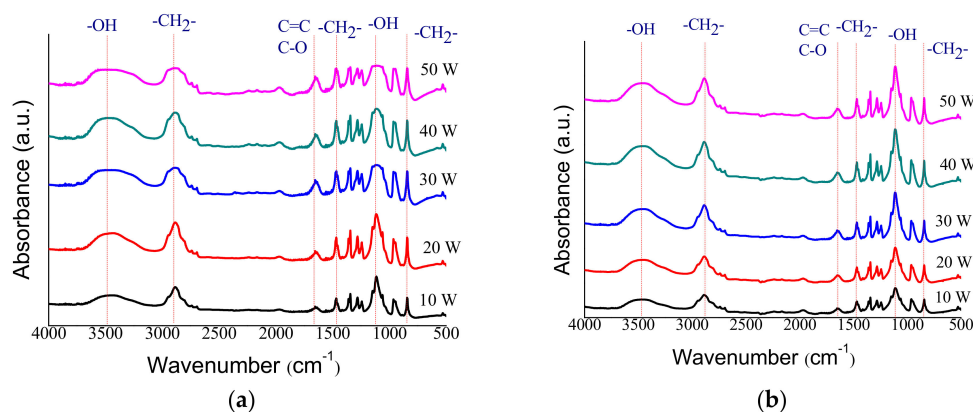 -OH
-CH2-
C=C
C-O
-CH2-
-OH
-CH2-
50 W
40 W
30 W
20 W
10 W
Absorbance (a.u.)
4000 3500 3000 2500 2000 1500 1000 500
Wavenumber (cm-1)
(a)
-OH
-CH2-
C=C
C-O
-CH2-
-OH
-CH2-
50 W
40 W
30 W
20 W
10 W
Absorbance (a.u.)
4000 3500 3000 2500 2000 1500 1000 500
Wavenumber (cm-1)
(b)